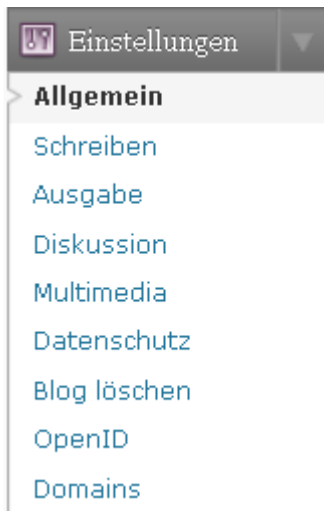 Einstellungen
Allgemein
Schreiben
Ausgabe
Diskussion
Multimedia
Datenschutz
Blog löschen
OpenID
Domains